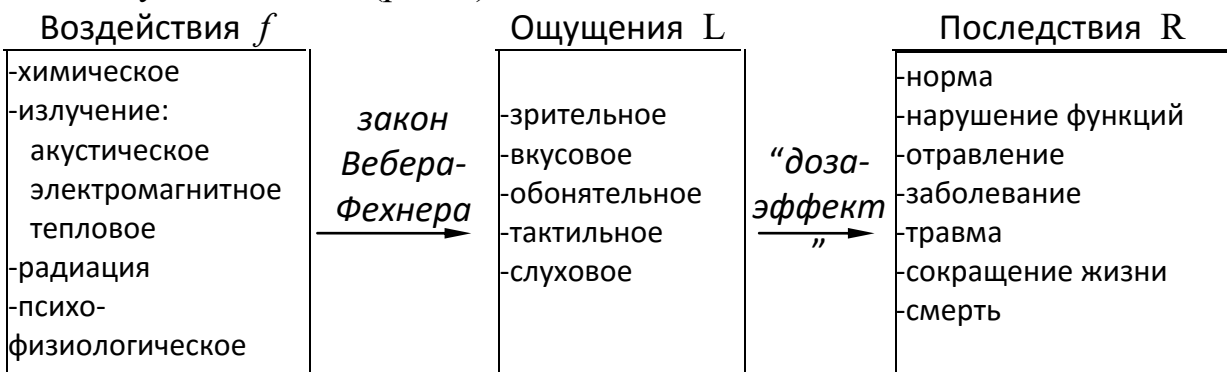 Воздействия f
Ощущения L
Последствия R
-химическое
-излучение:
акустическое
электромагнитное
тепловое
-радиация
-психо-
физиологическое
закон
Вебера-
Фехнера
-зрительное
-вкусовое
-обонятельное
-тактильное
-слуховое
“доза-
эффект
”
-норма
-нарушение функций
-отравление
-заболевание
-травма
-сокращение жизни
-смерть